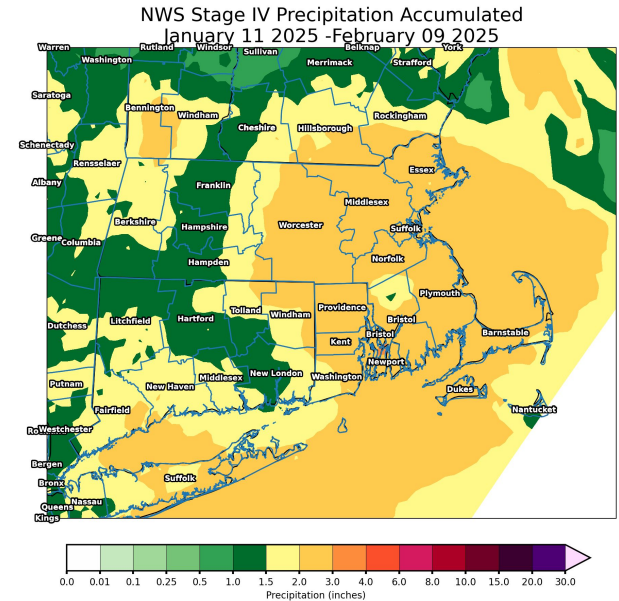 NWS Stage IV Precipitation Accumulated
January 11 2025 -February 09 2025
Warren Rutland Windsor Sullivan Belknap York
Washington Merrimack Strafford
Saratoga
Bennington Windham Rockingham
Cheshire Hillsborough
Schenectady
Rensselaer
Essex
Albany Franklin
Middlesex
Berkshire Hampshire Worcester Suffolk
Greene Columbia
Norfolk
Hampden
Plymouth
Tolland Windham Providence
Dutchess Litchfield Hartford Bristol
Bristol Barnstable
Kent
Newport
Putnam New Haven Middlesex New London Washington
Dukes
Fairfield Nantucket
Westchester
Bergen
Suffolk
Bronx
Nassau
Queens
Kings
0.0 0.01 0.1 0.25 0.5 1.0 1.5 2.0 3.0 4.0 6.0 8.0 10.0 15.0 20.0 30.0
Precipitation (inches)